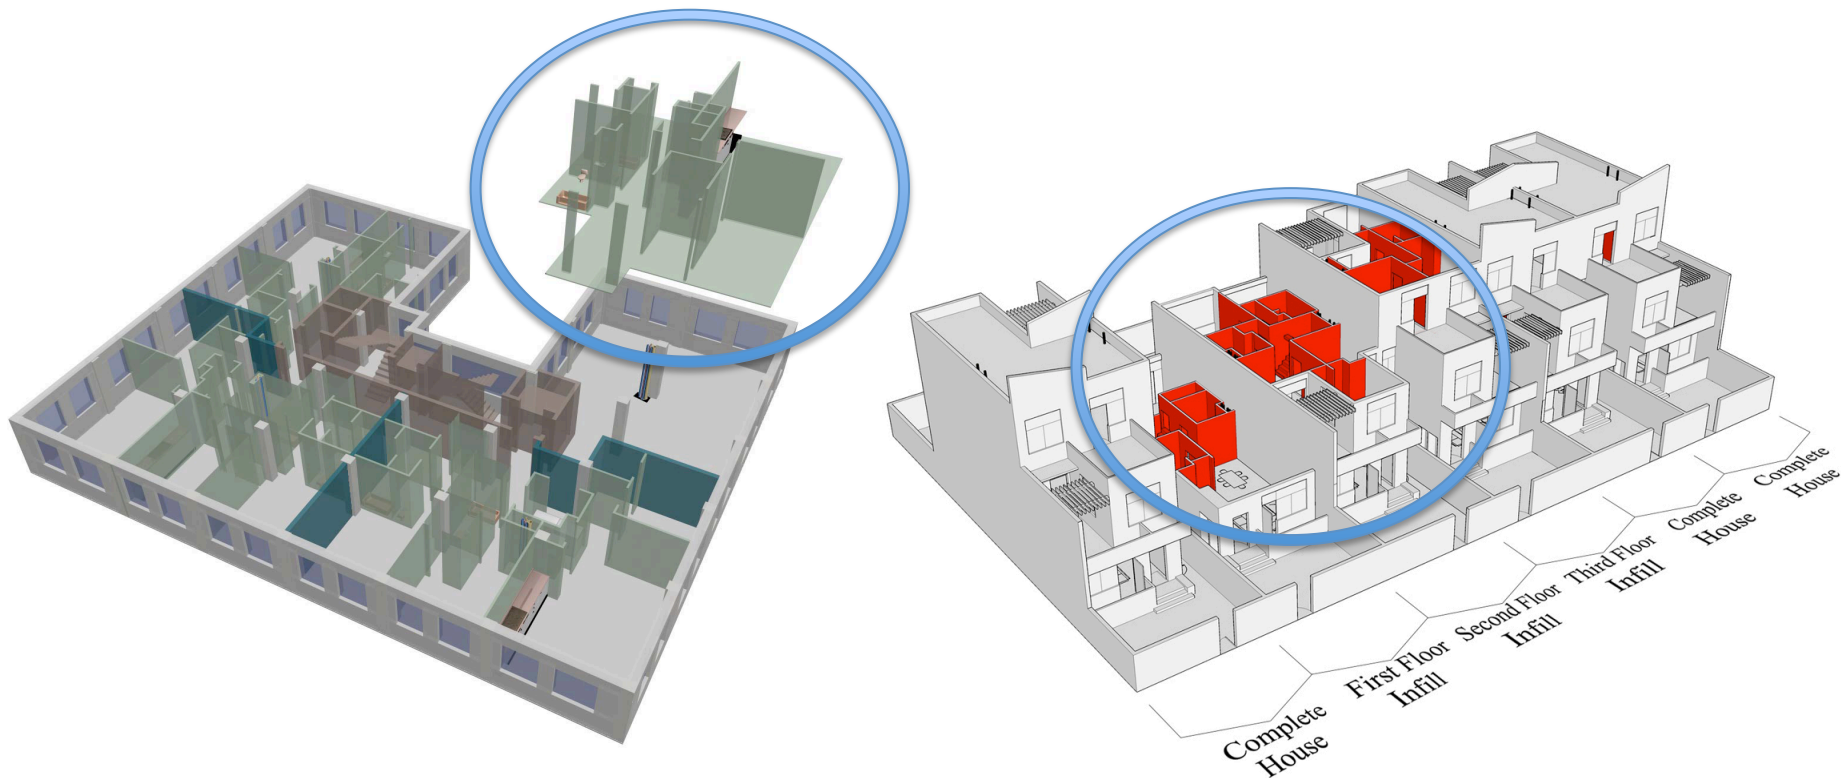 Complete
House
First Floor
Infill
Second Floor
Infill
Third Floor
Infill
Complete
House
Complete
House